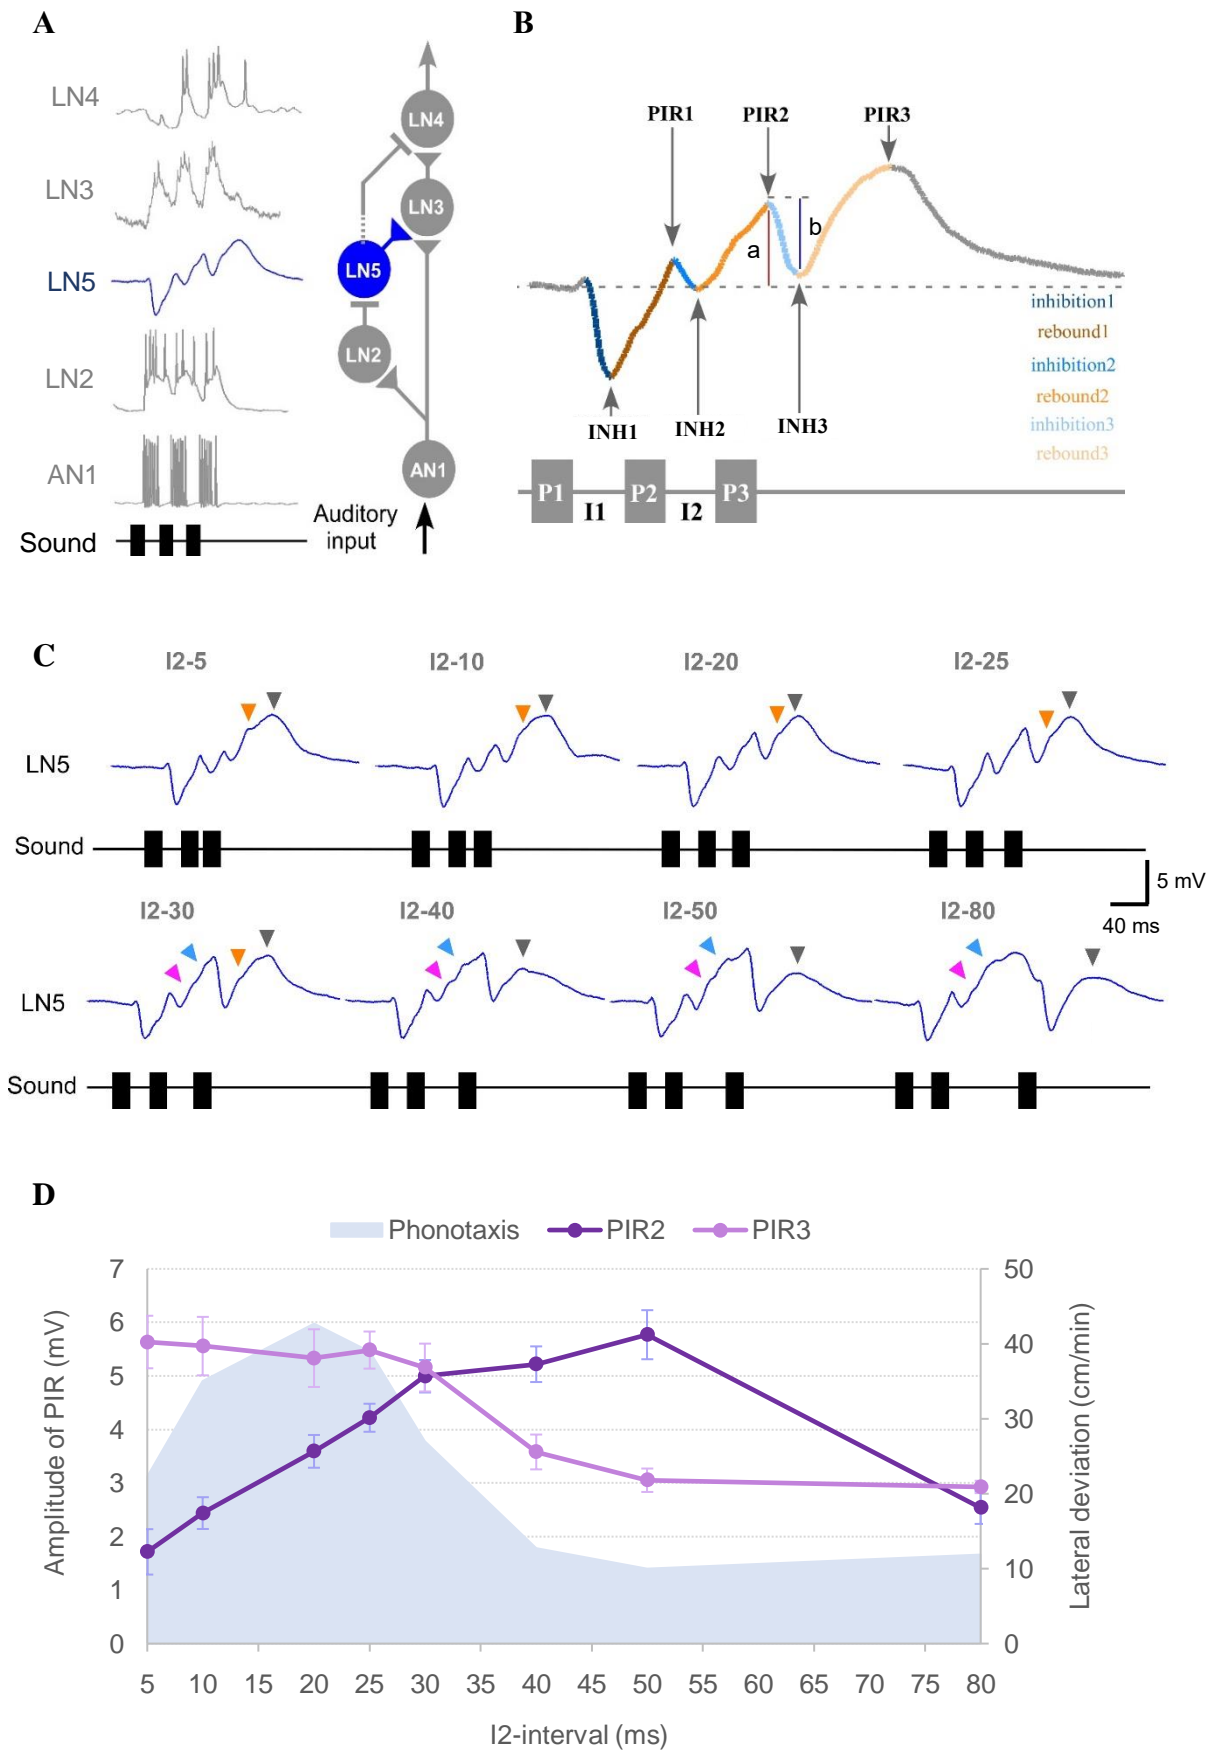 A
B
LN4
LN3
LN5
LN2
AN1
Sound
LN4
LN3
LN5
LN2
AN1
Auditory
input
PIR1
PIR2
PIR3
a
b
INH1
INH2
INH3
inhibition1
rebound1
inhibition2
rebound2
inhibition3
rebound3
P1
I1
P2
I2
P3
C
I2-5
I2-10
I2-20
I2-25
LN5
Sound
5 mV
40 ms
I2-30
I2-40
I2-50
I2-80
LN5
Sound
D
Phonotaxis
PIR2
PIR3
Amplitude of PIR (mV)
7
6
5
4
3
2
1
0
50
40
30
20
10
0
Lateral deviation (cm/min)
5 10 15 20 25 30 35 40 45 50 55 60 65 70 75 80
I2-interval (ms)